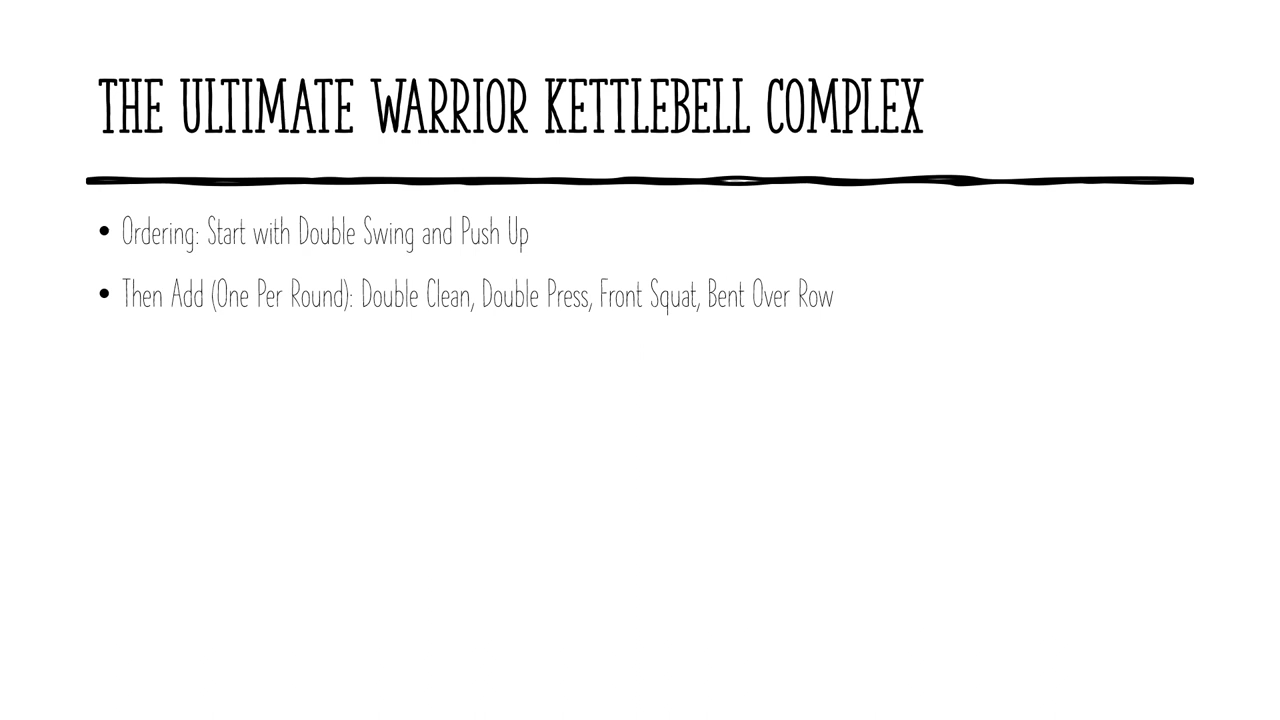 THE ULTIMATE WARRIOR KETTLEBELL COMPLEX
• Ordering: Start with Double Swing and Push Up
• Then Add (One Per Round): Double Clean, Double Press, Front Squat, Bent Over Row